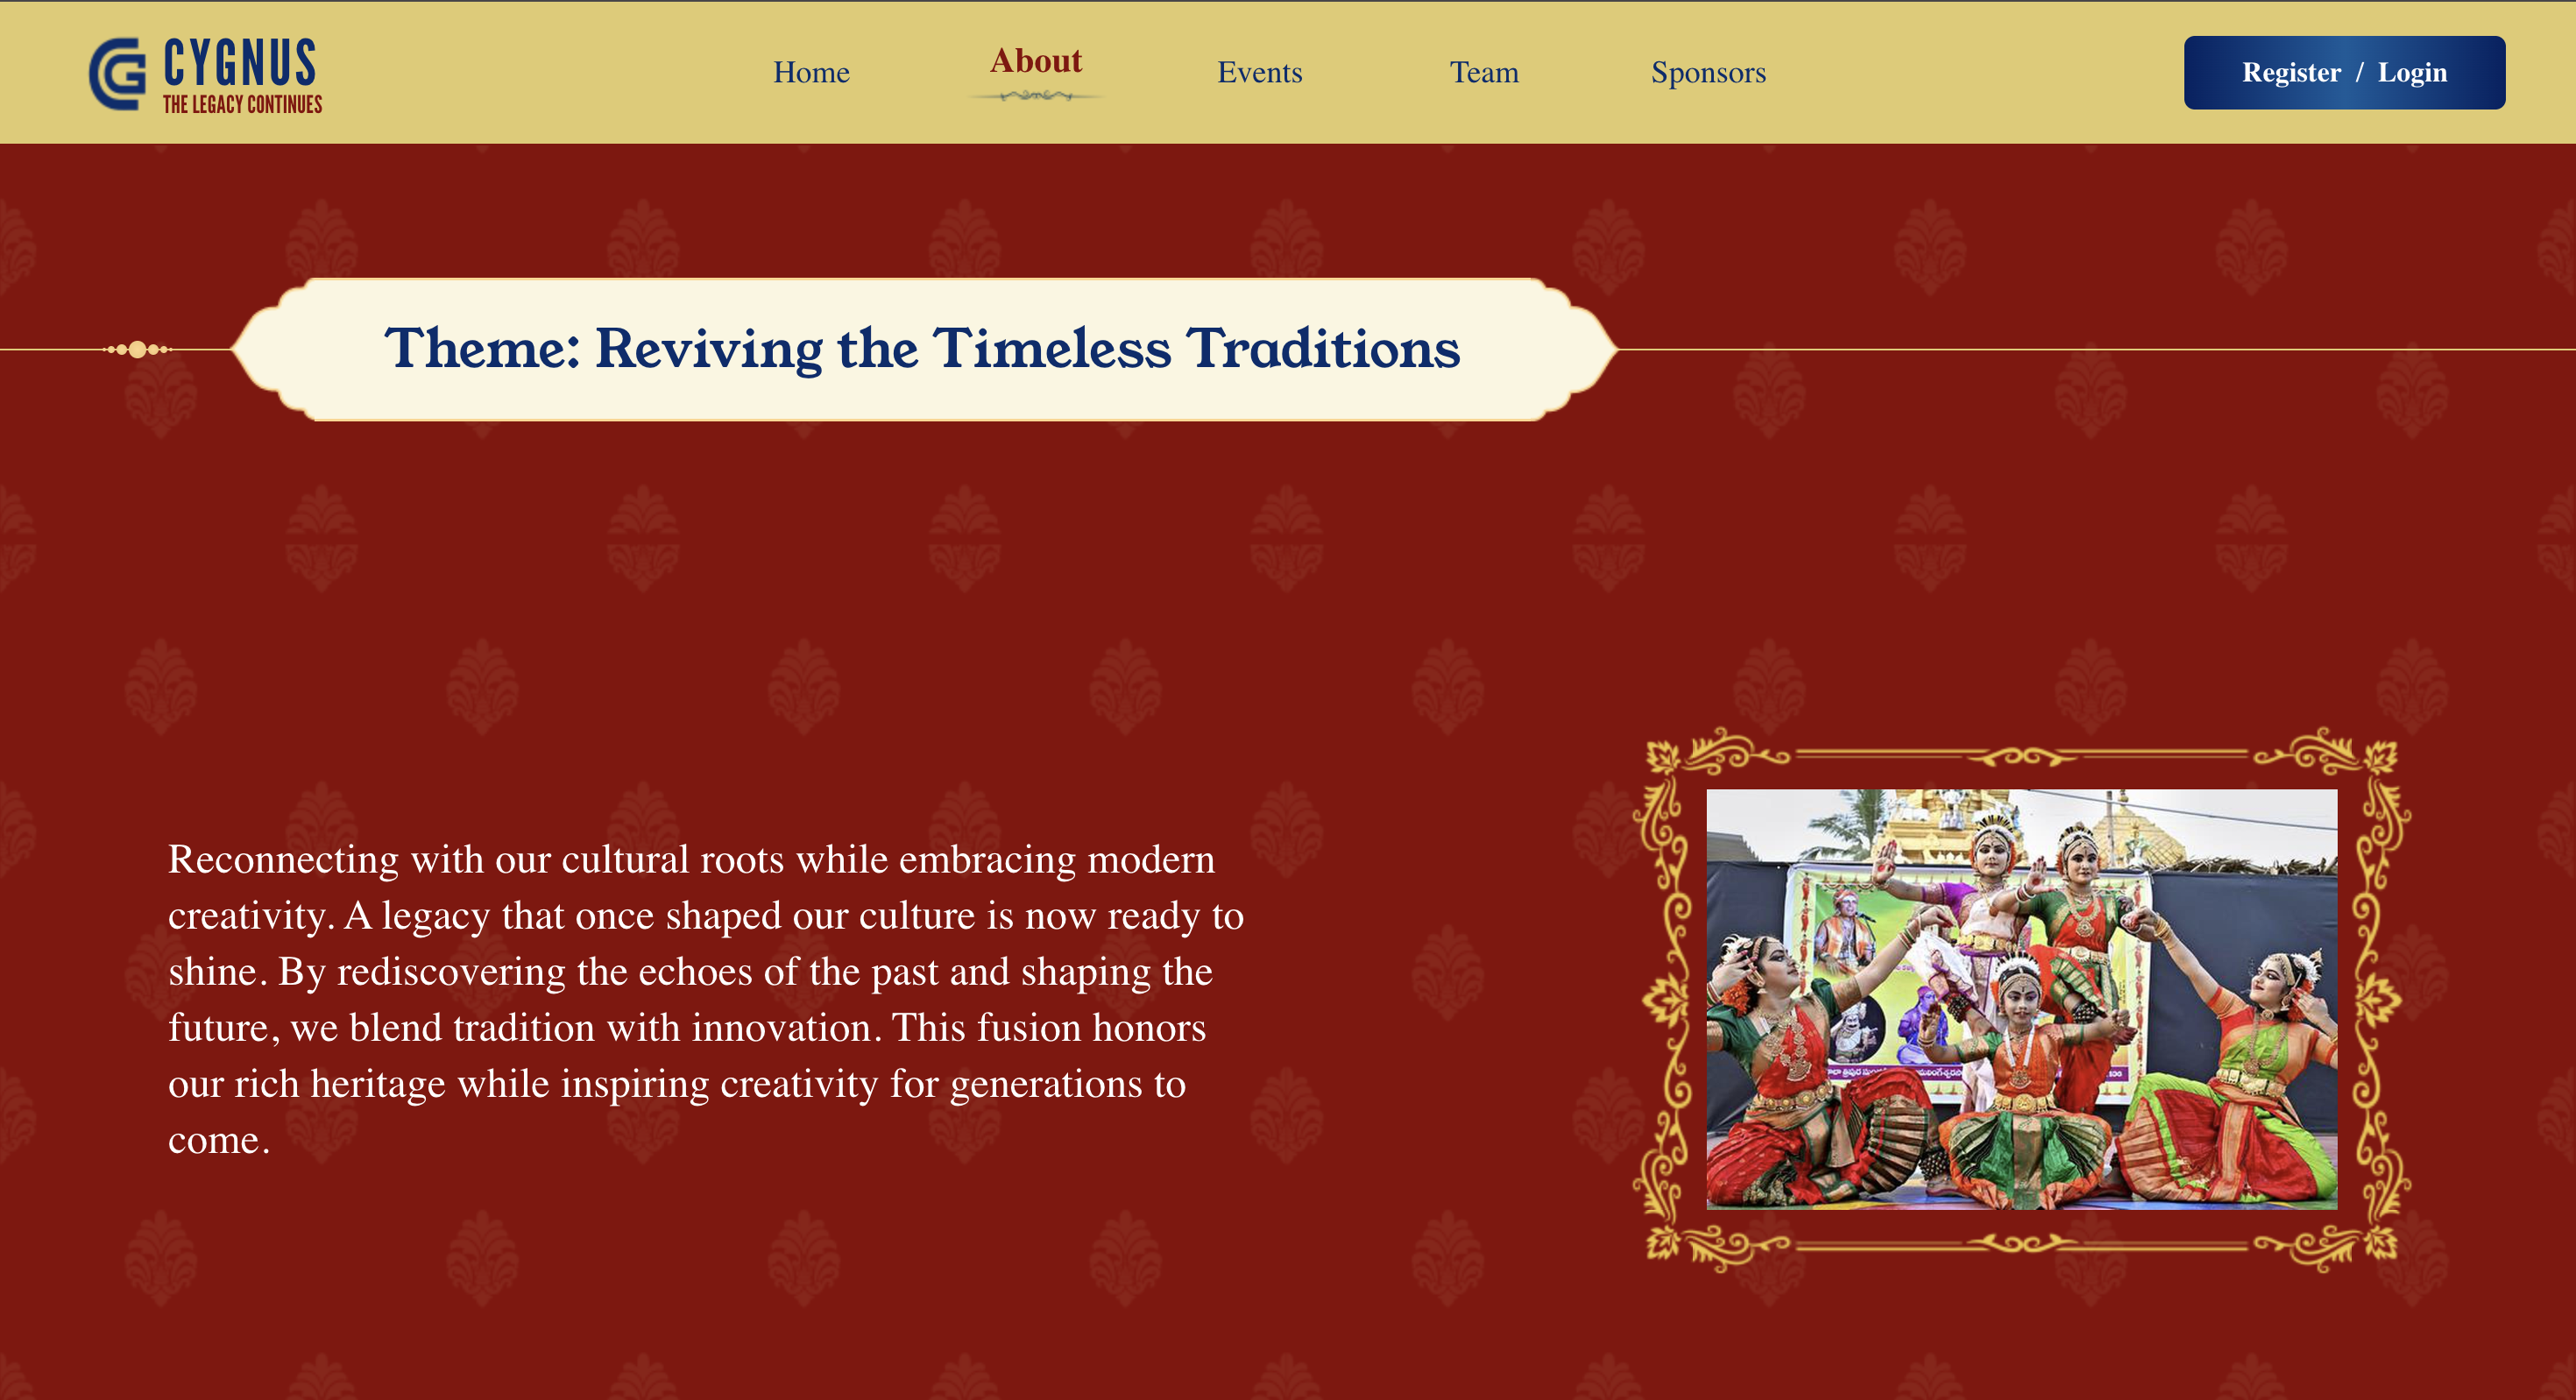 CYGNUS
THE LEGACY CONTINUES
Home
About
Events
Team
Sponsors
Register / Login
Theme: Reviving the Timeless Traditions
Reconnecting with our cultural roots while embracing modern
creativity. A legacy that once shaped our culture is now ready to
shine. By rediscovering the echoes of the past and shaping the
future, we blend tradition with innovation. This fusion honors
our rich heritage while inspiring creativity for generations to
come.